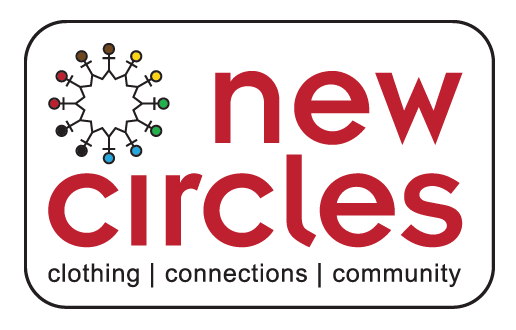 new
circles
clothing | connections | community